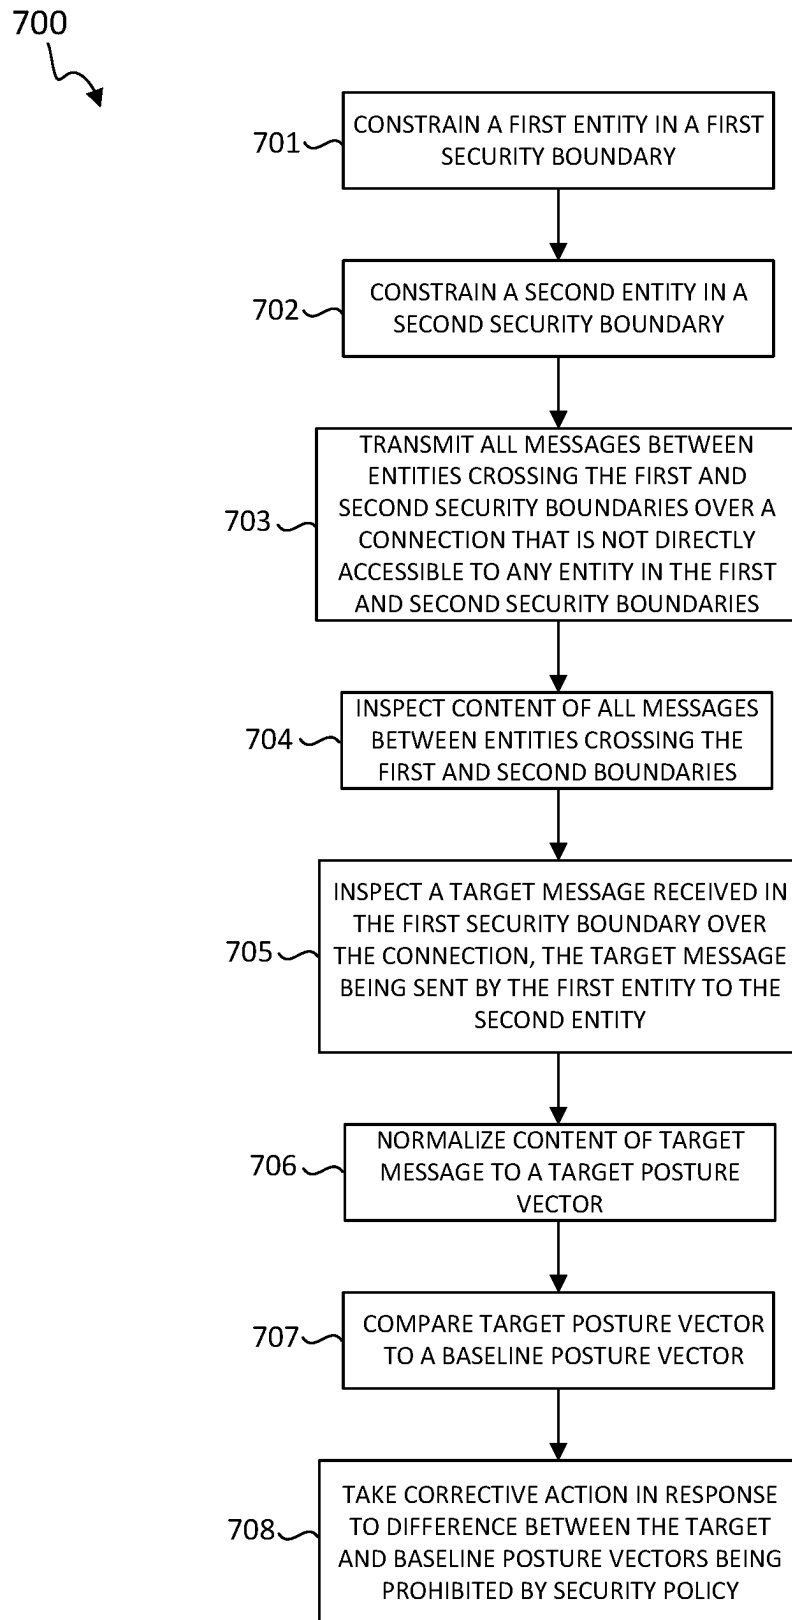 700
701
CONSTRAIN A FIRST ENTITY IN A FIRST
SECURITY BOUNDARY
702
CONSTRAIN A SECOND ENTITY IN A
SECOND SECURITY BOUNDARY
703
TRANSMIT ALL MESSAGES BETWEEN
ENTITIES CROSSING THE FIRST AND
SECOND SECURITY BOUNDARIES OVER A
CONNECTION THAT IS NOT DIRECTLY
ACCESSIBLE TO ANY ENTITY IN THE FIRST
AND SECOND SECURITY BOUNDARIES
704
INSPECT CONTENT OF ALL MESSAGES
BETWEEN ENTITIES CROSSING THE
FIRST AND SECOND BOUNDARIES
705
INSPECT A TARGET MESSAGE RECEIVED IN
THE FIRST SECURITY BOUNDARY OVER
THE CONNECTION, THE TARGET MESSAGE
BEING SENT BY THE FIRST ENTITY TO THE
SECOND ENTITY
706
NORMALIZE CONTENT OF TARGET
MESSAGE TO A TARGET POSTURE
VECTOR
707
COMPARE TARGET POSTURE VECTOR
TO A BASELINE POSTURE VECTOR
708
TAKE CORRECTIVE ACTION IN RESPONSE
TO DIFFERENCE BETWEEN THE TARGET
AND BASELINE POSTURE VECTORS BEING
PROHIBITED BY SECURITY POLICY